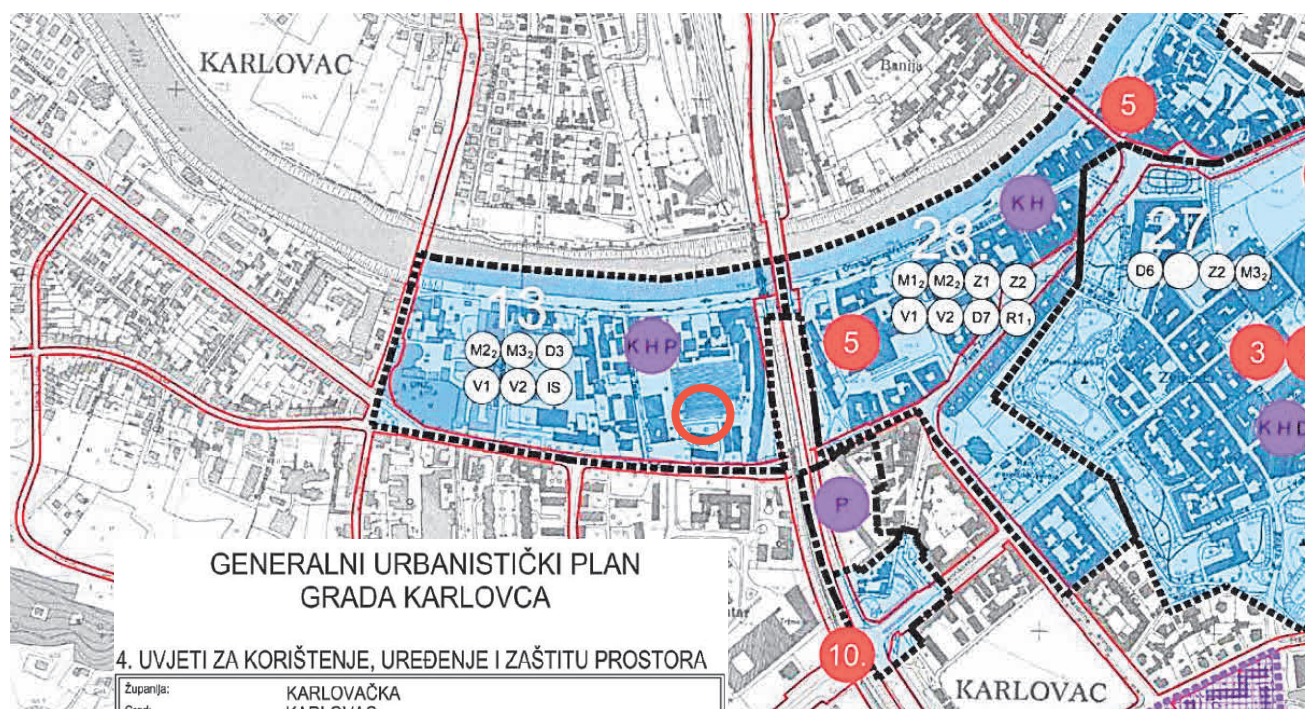 KARLOVAC
Banija
5
KH
28.
27.
M1₂ M2₂ Z1 Z2
D6 Z2 M3₂
V1 V2 D7 R1₁
13
M2₂ M3₂ D3
KHP
5
3
V1 V2 IS
KHD
P
GENERALNI URBANISTIČKI PLAN
GRADA KARLOVCA
10.
4. UVJETI ZA KORIŠTENJE, UREĐENJE I ZAŠTITU PROSTORA
KARLOVAC
Županija: KARLOVAČKA